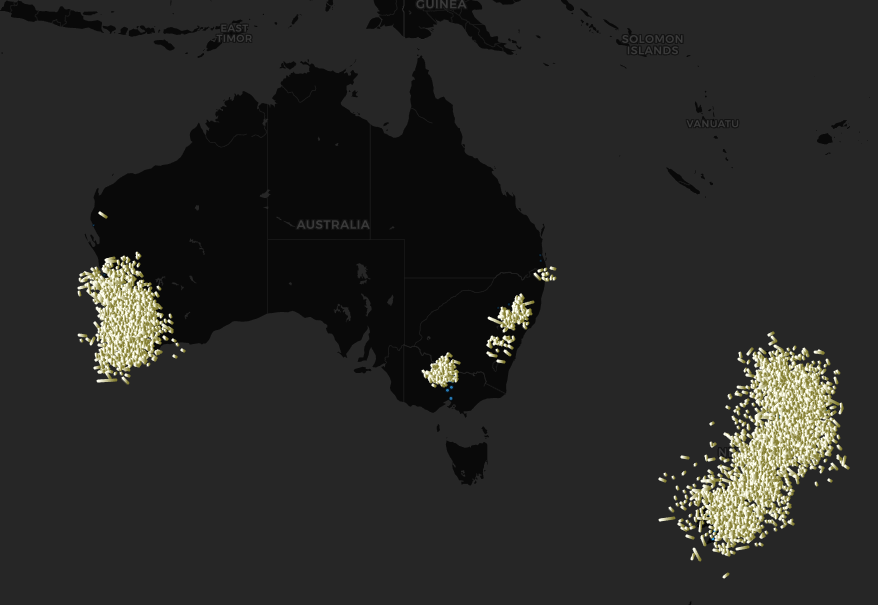 GUINEA
EAST
TIMOR
SOLOMON
ISLANDS
VANUATU
AUSTRALIA